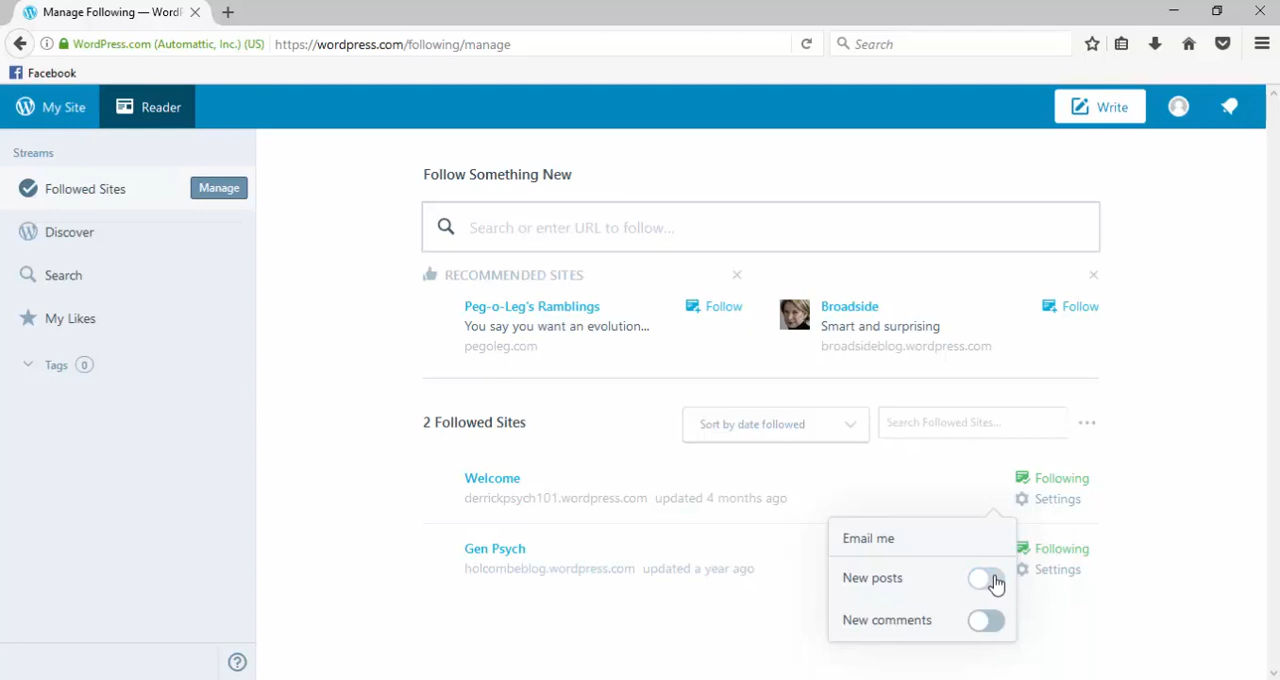 Manage Following — WordF
WordPress.com (Automattic, Inc.) (US)
https://wordpress.com/following/manage
Search
Facebook
My Site
Reader
Write
Streams
Followed Sites
Manage
Discover
Search
My Likes
Tags 0
Follow Something New
Search or enter URL to follow...
RECOMMENDED SITES
Peg-o-Leg's Ramblings
Follow
You say you want an evolution...
pegoleg.com
Broadside
Follow
Smart and surprising
broadsideblog.wordpress.com
2 Followed Sites
Sort by date followed
Search Followed Sites...
Welcome
Following
derrickpsych101.wordpress.com updated 4 months ago
Settings
Gen Psych
Following
holcombeblog.wordpress.com updated a year ago
Settings
Email me
New posts
New comments